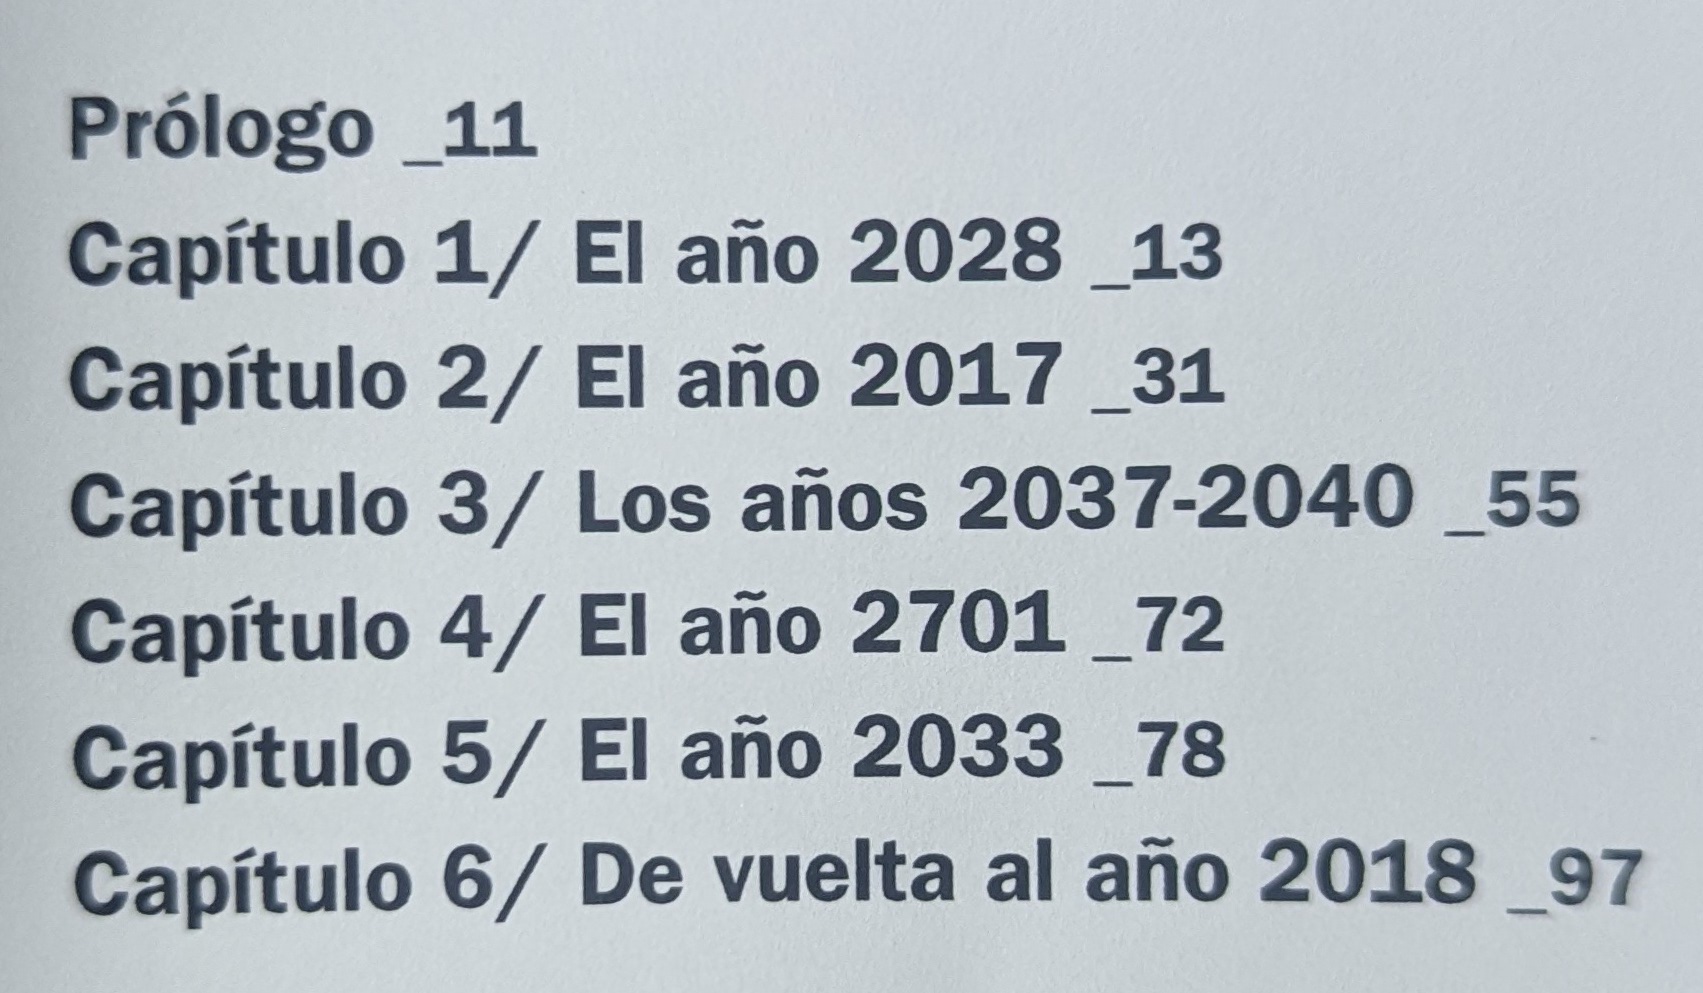 Prólogo _11
Capítulo 1/ El año 2028 _13
Capítulo 2/ El año 2017 _31
Capítulo 3/ Los años 2037-2040 _55
Capítulo 4/ El año 2701 _72
Capítulo 5/ El año 2033 _78
Capítulo 6/ De vuelta al año 2018 _97